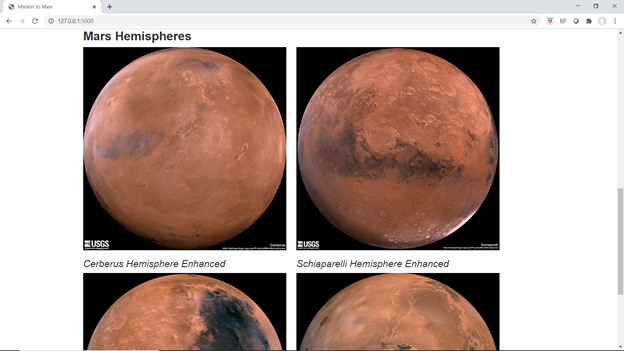 Mission to Mars
127.0.0.1:5000
Mars Hemispheres
USGS
Cerberus
USGS
Schiaparelli
Cerberus Hemisphere Enhanced
Schiaparelli Hemisphere Enhanced